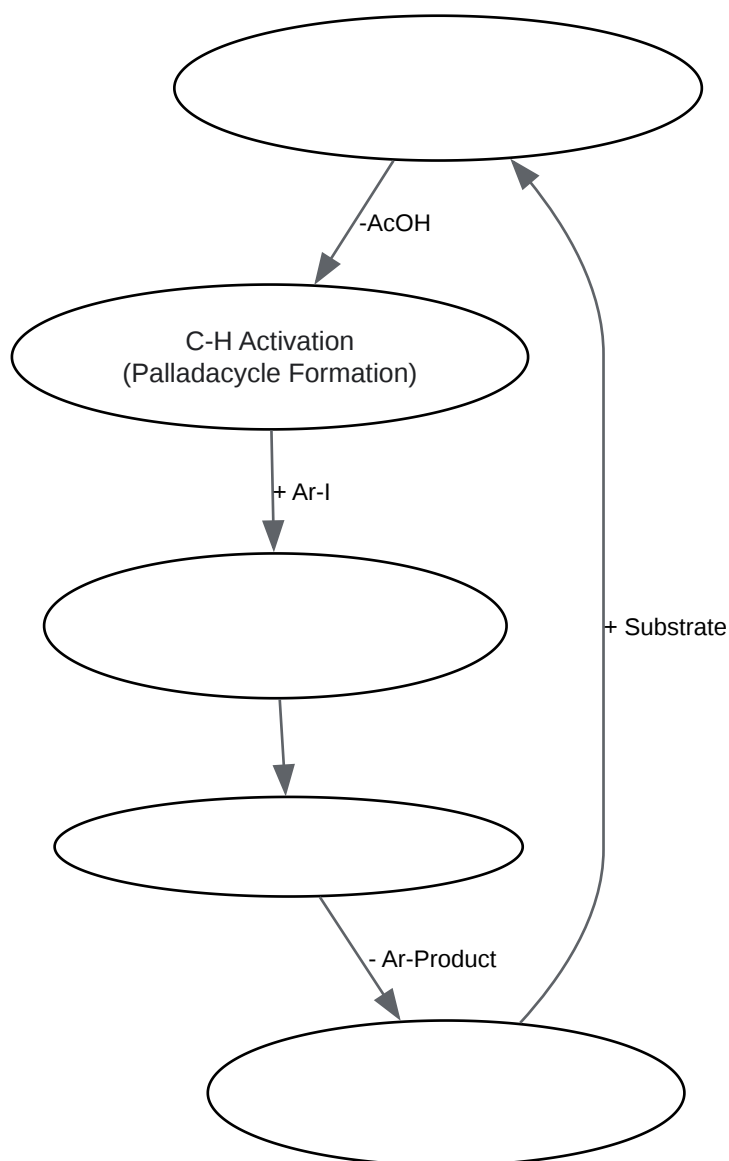 -AcOH
C-H Activation
(Palladacycle Formation)
+ Ar-I
+ Substrate
- Ar-Product